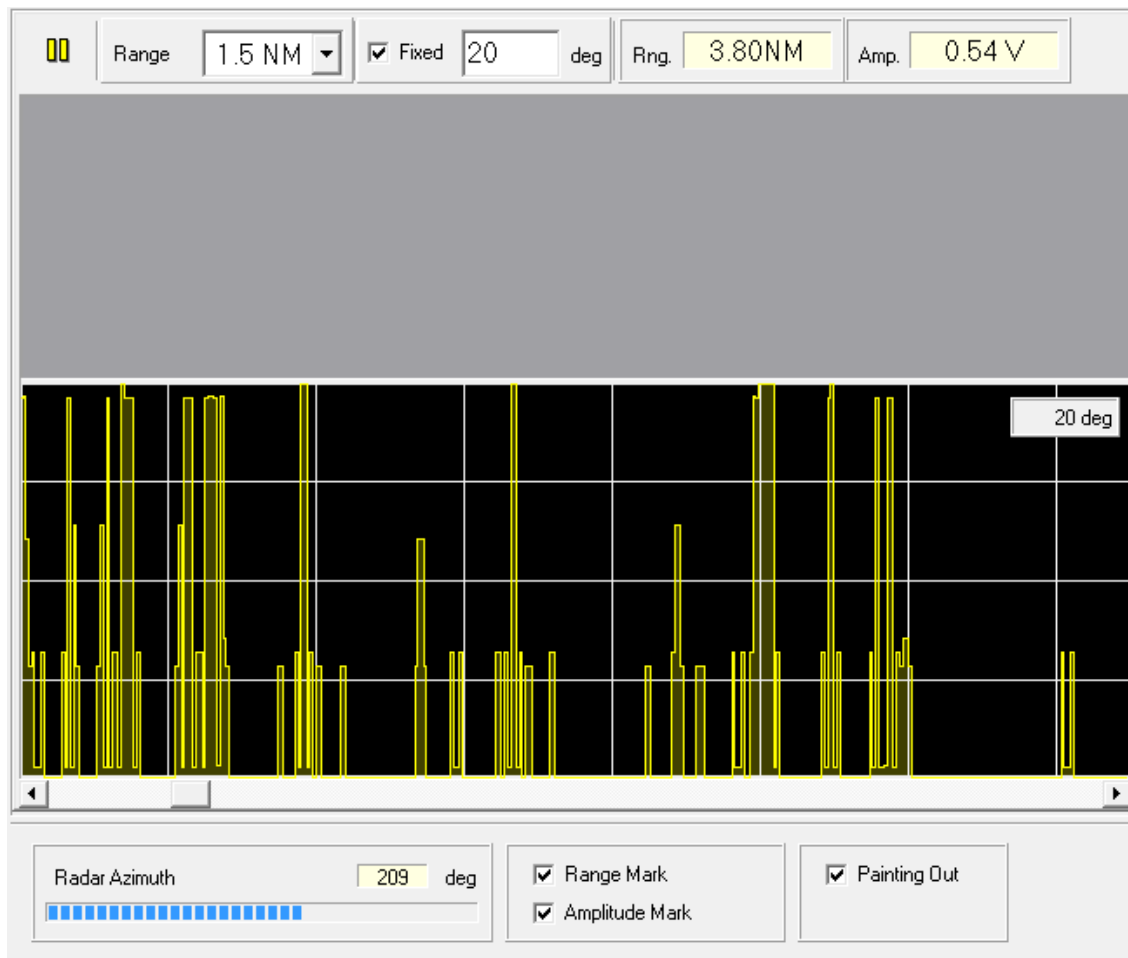 Range 1.5 NM Fixed 20 deg Rng. 3.80NM Amp. 0.54 V
20 deg
Radar Azimuth 209 deg
Range Mark
Amplitude Mark
Painting Out